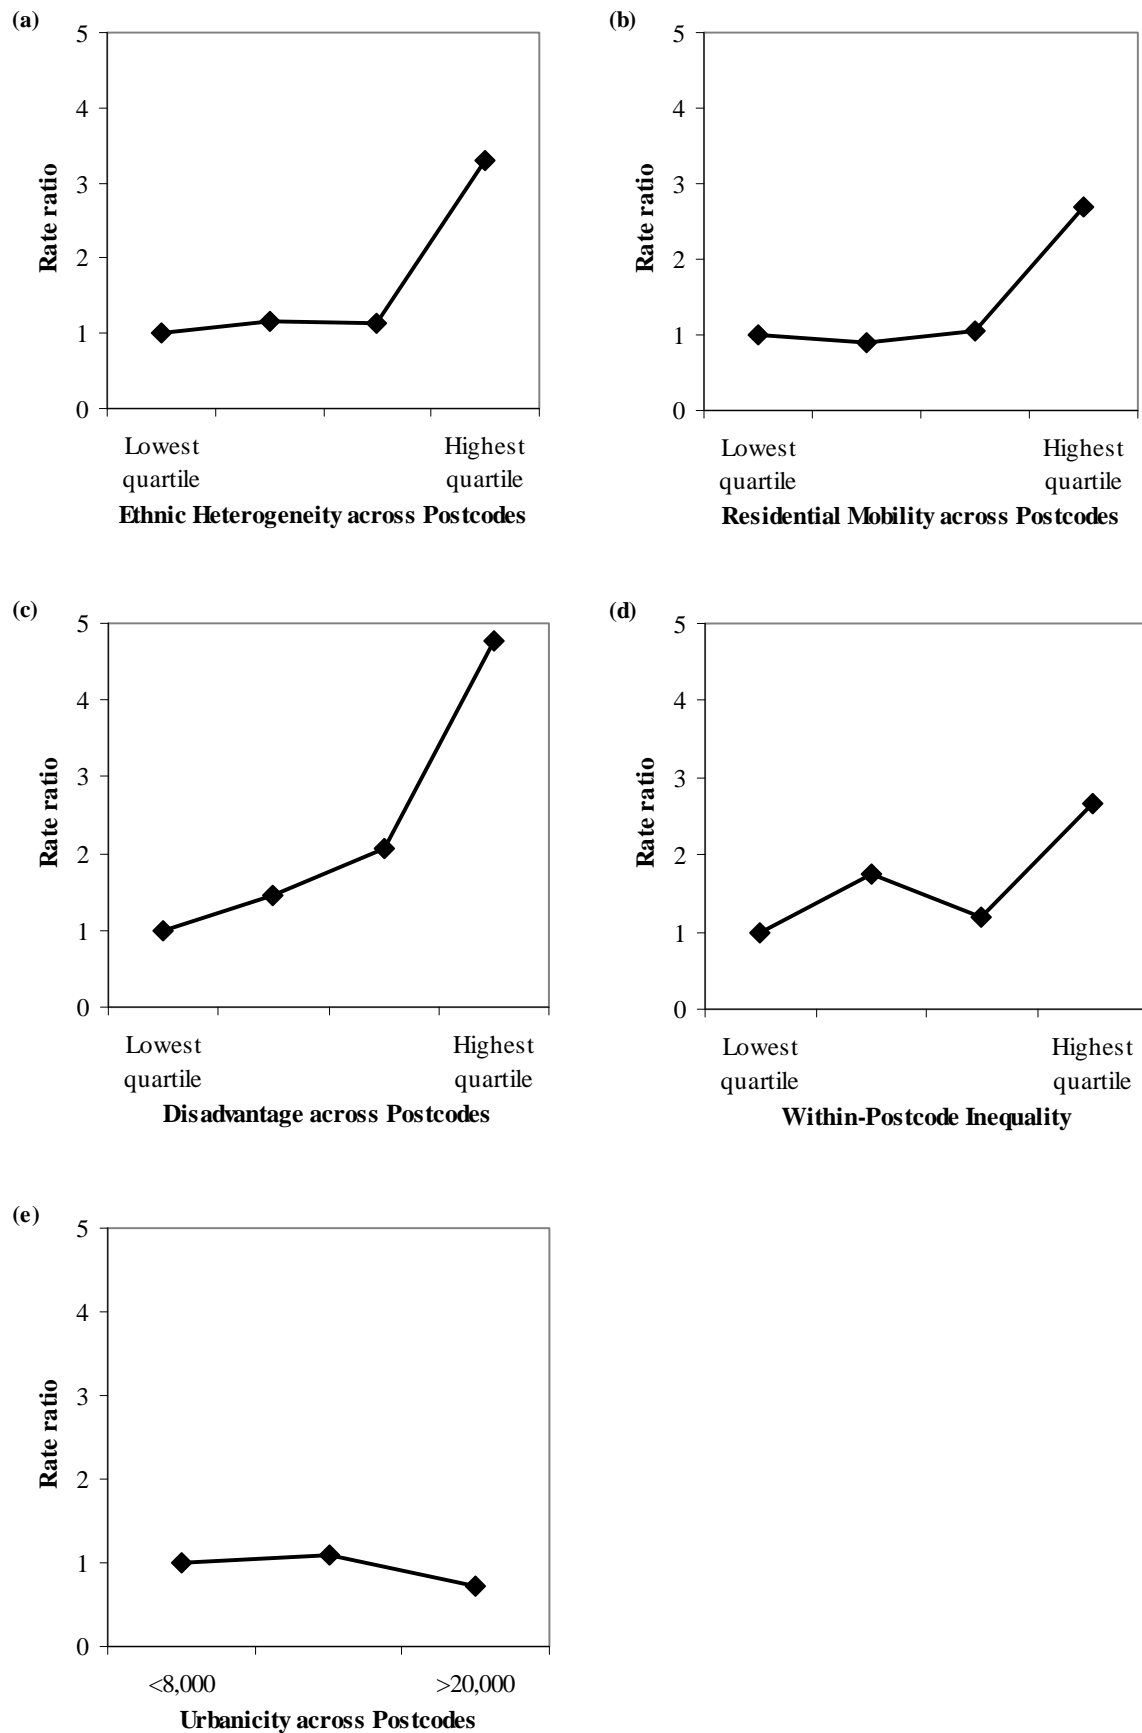 (a)
5
4
3
2
1
0
Rate ratio
Lowest quartile
Highest quartile
Ethnic Heterogeneity across Postcodes
(b)
5
4
3
2
1
0
Rate ratio
Lowest quartile
Highest quartile
Residential Mobility across Postcodes
(c)
5
4
3
2
1
0
Rate ratio
Lowest quartile
Highest quartile
Disadvantage across Postcodes
(d)
5
4
3
2
1
0
Rate ratio
Lowest quartile
Highest quartile
Within-Postcode Inequality
(e)
5
4
3
2
1
0
Rate ratio
<8,000
>20,000
Urbanicity across Postcodes